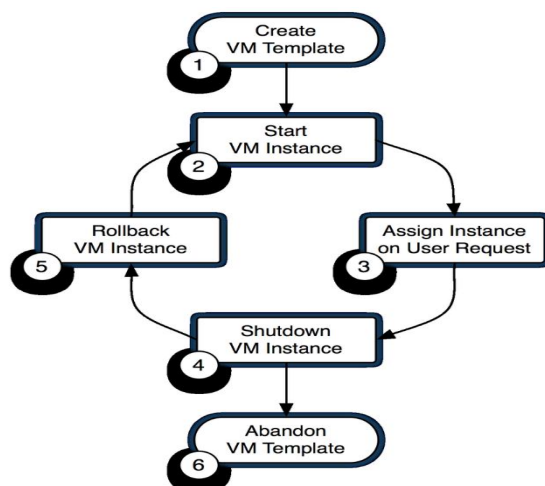 Create
VM Template
1
Start
VM Instance
2
Rollback
VM Instance
5
Assign Instance
on User Request
3
Shutdown
VM Instance
4
Abandon
VM Template
6